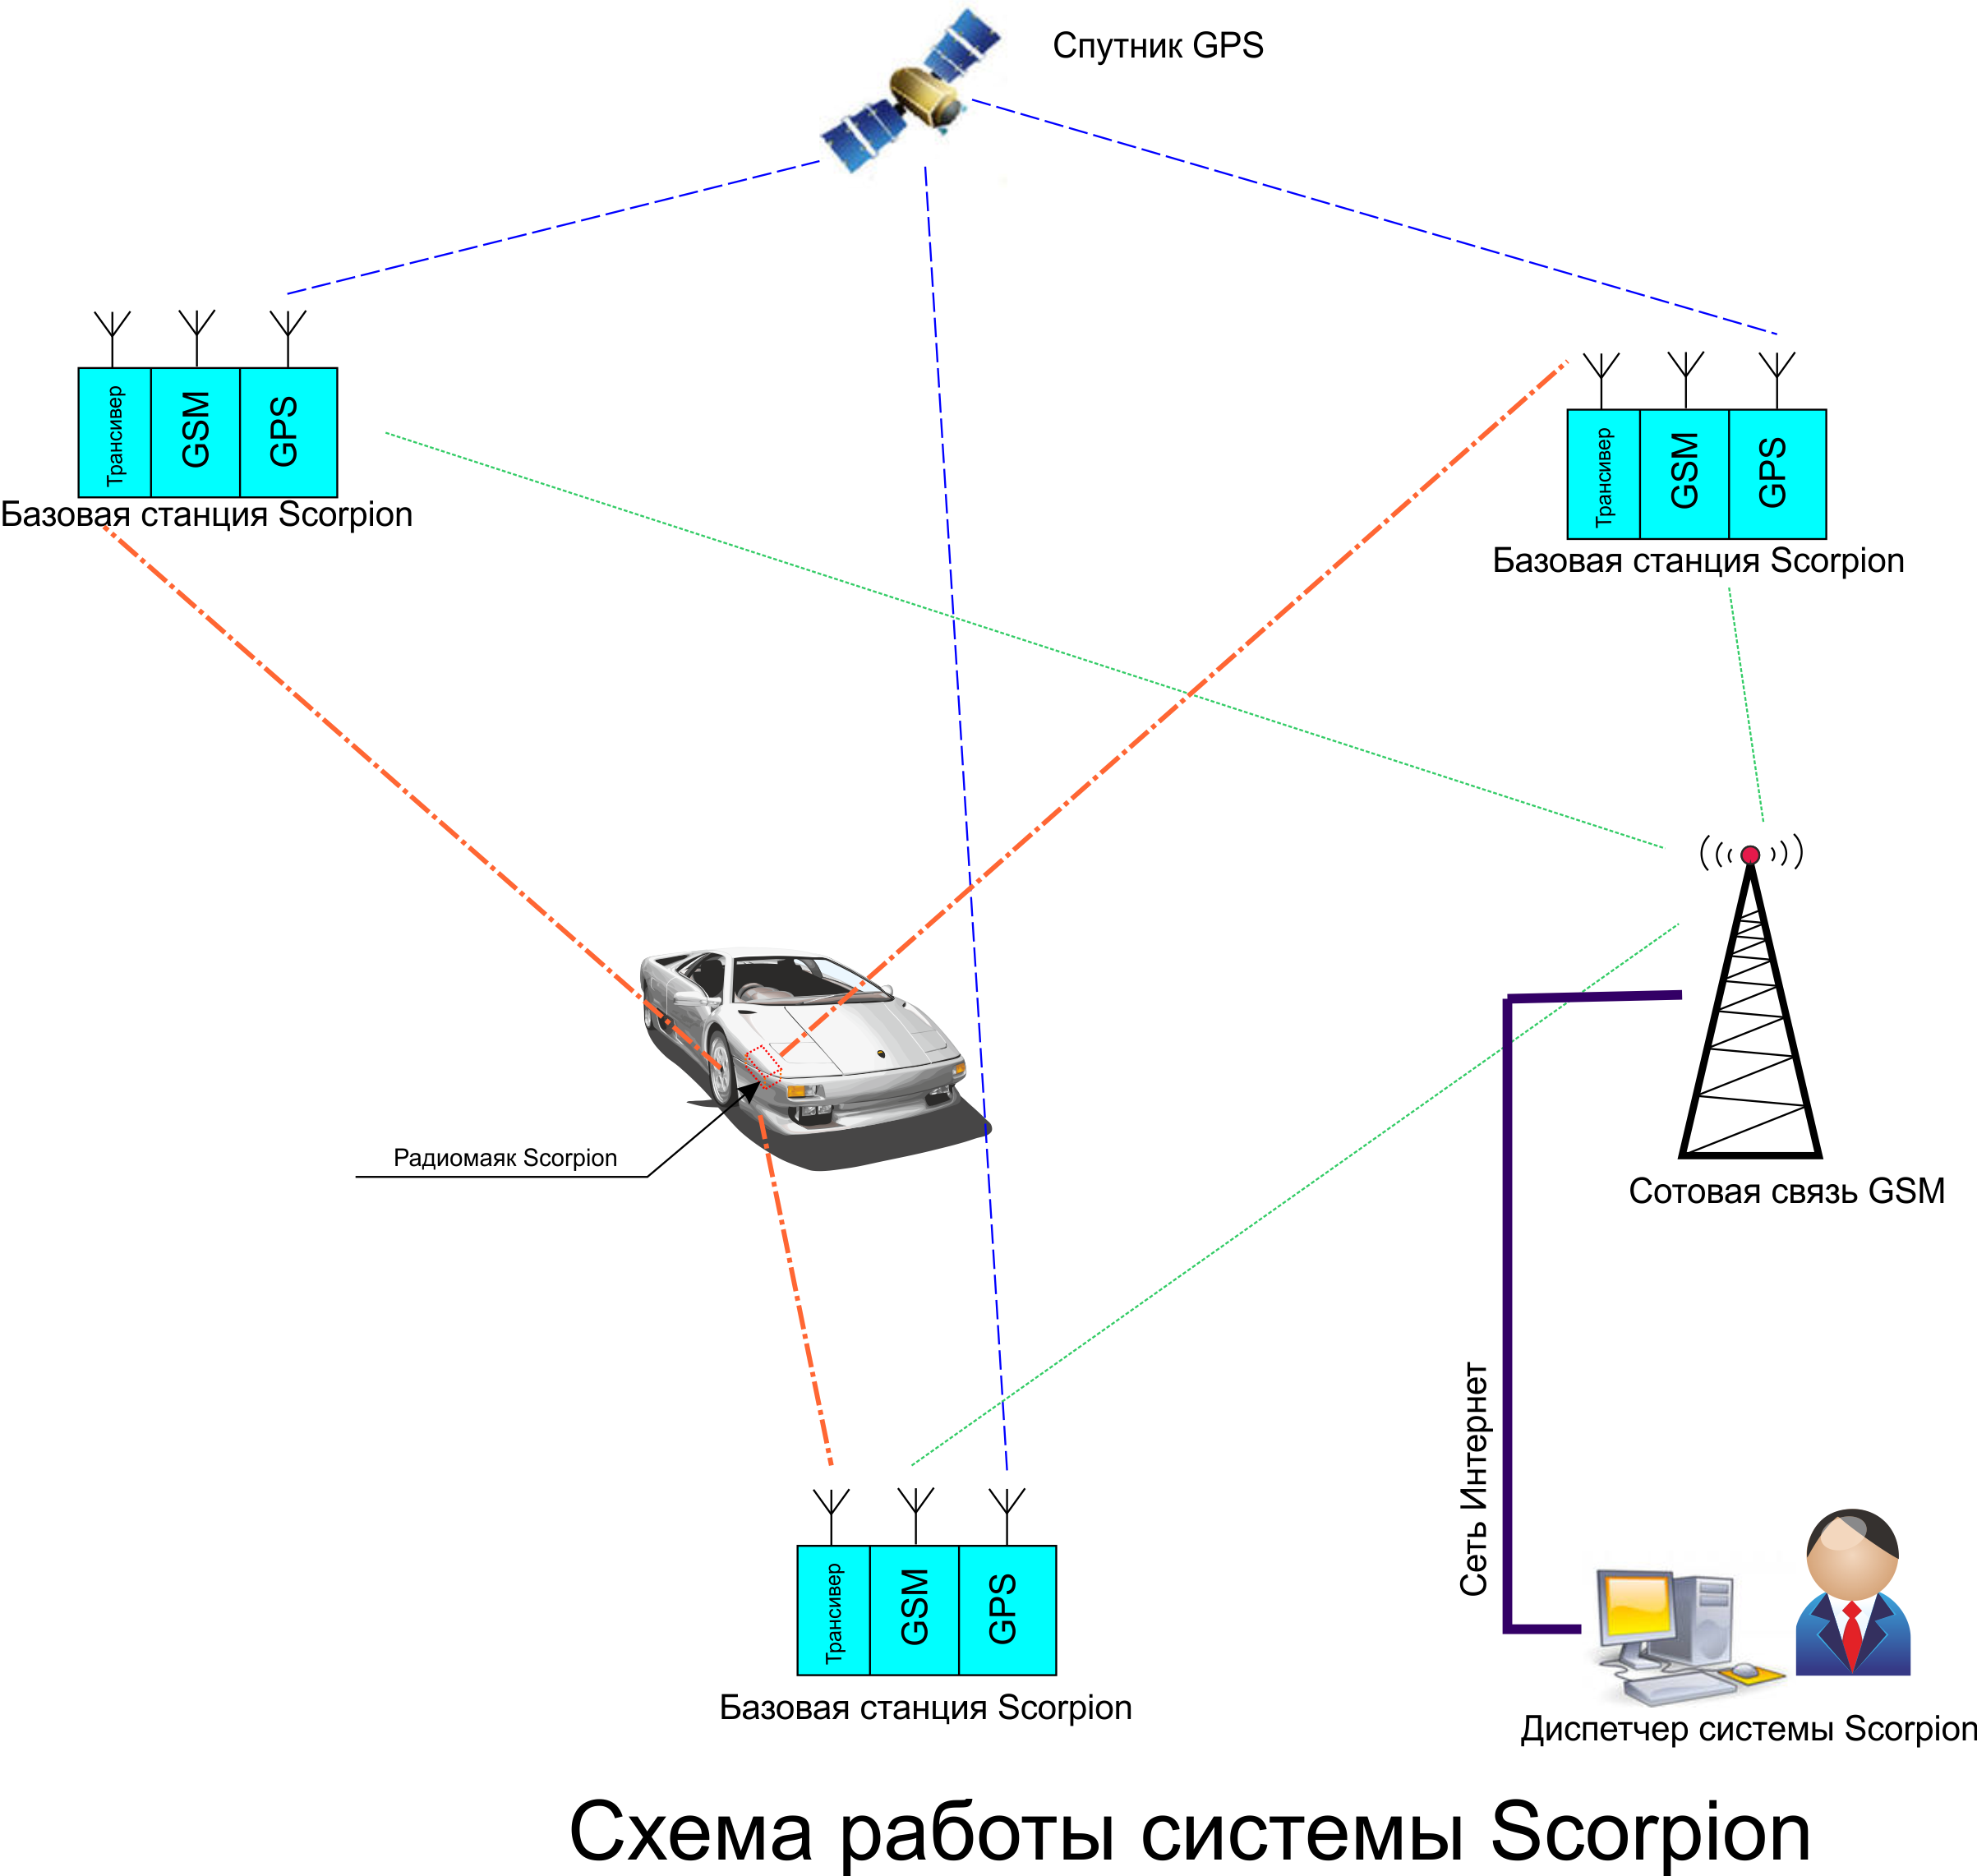 Спутник GPS
Трансивер
GSM
GPS
Базовая станция Scorpion
Трансивер
GSM
GPS
Базовая станция Scorpion
Радиомаяк Scorpion
Сотовая связь GSM
Сеть Интернет
Трансивер
GSM
GPS
Базовая станция Scorpion
Диспетчер системы Scorpion
Схема работы системы Scorpion